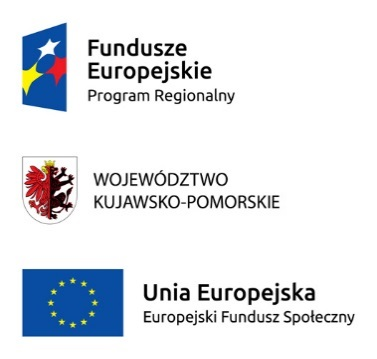 Fundusze
Europejskie
Program Regionalny
WOJEWÓDZTWO
KUJAWSKO-POMORSKIE
Unia Europejska
Europejski Fundusz Społeczny